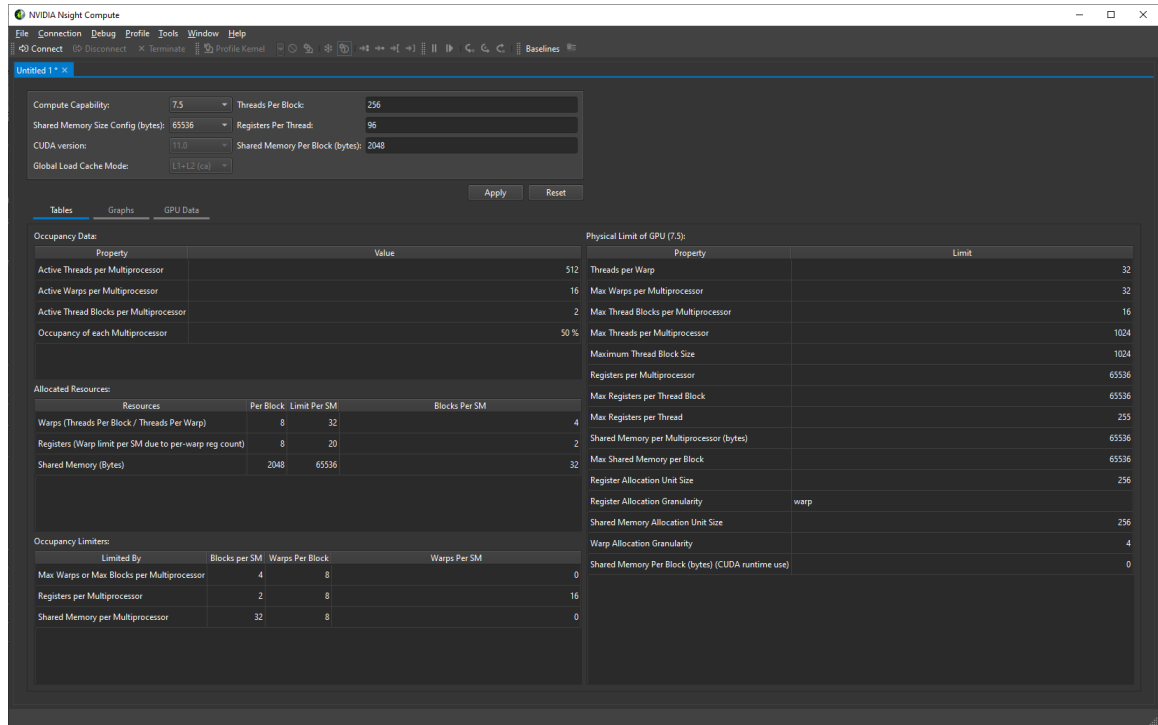 NVIDIA Nsight Compute
File Connection Debug Profile Tools Window Help
Connect Disconnect Terminate Profile Kernel Baselines
Untitled 1 *
Compute Capability: 7.5 Threads Per Block: 256
Shared Memory Size Config (bytes): 65536 Registers Per Thread: 96
CUDA version: 11.0 Shared Memory Per Block (bytes): 2048
Global Load Cache Mode: L1+L2 (ca)
Apply Reset
Tables Graphs GPU Data
Occupancy Data:
Property Value
Active Threads per Multiprocessor 512
Active Warps per Multiprocessor 16
Active Thread Blocks per Multiprocessor 2
Occupancy of each Multiprocessor 50 %
Allocated Resources:
Resources Per Block Limit Per SM Blocks Per SM
Warps (Threads Per Block / Threads Per Warp) 8 32 4
Registers (Warp limit per SM due to per-warp reg count) 8 20 2
Shared Memory (Bytes) 2048 65536 32
Occupancy Limiters:
Limited By Blocks per SM Warps Per Block Warps Per SM
Max Warps or Max Blocks per Multiprocessor 4 8 0
Registers per Multiprocessor 2 8 16
Shared Memory per Multiprocessor 32 8 0
Physical Limit of GPU (7.5):
Property Limit
Threads per Warp 32
Max Warps per Multiprocessor 32
Max Thread Blocks per Multiprocessor 16
Max Threads per Multiprocessor 1024
Maximum Thread Block Size 1024
Registers per Multiprocessor 65536
Max Registers per Thread Block 65536
Max Registers per Thread 255
Shared Memory per Multiprocessor (bytes) 65536
Max Shared Memory per Block 65536
Register Allocation Unit Size 256
Register Allocation Granularity warp
Shared Memory Allocation Unit Size 256
Warp Allocation Granularity 4
Shared Memory Per Block (bytes) (CUDA runtime use) 0